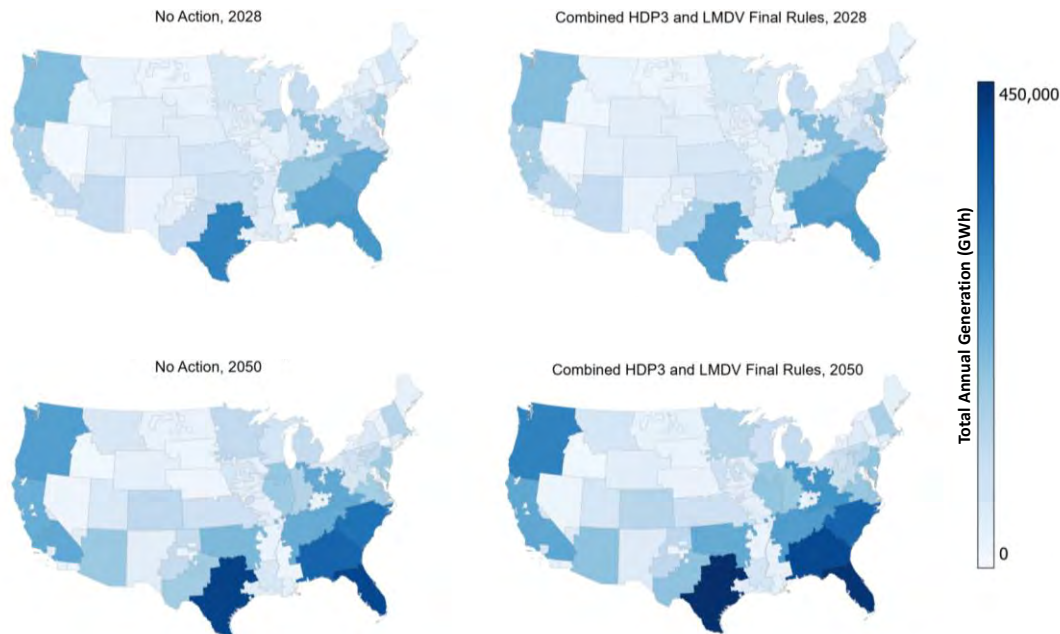 No Action, 2028
Combined HDP3 and LMDV Final Rules, 2028
450,000
Total Annual Generation (GWh)
0
No Action, 2050
Combined HDP3 and LMDV Final Rules, 2050